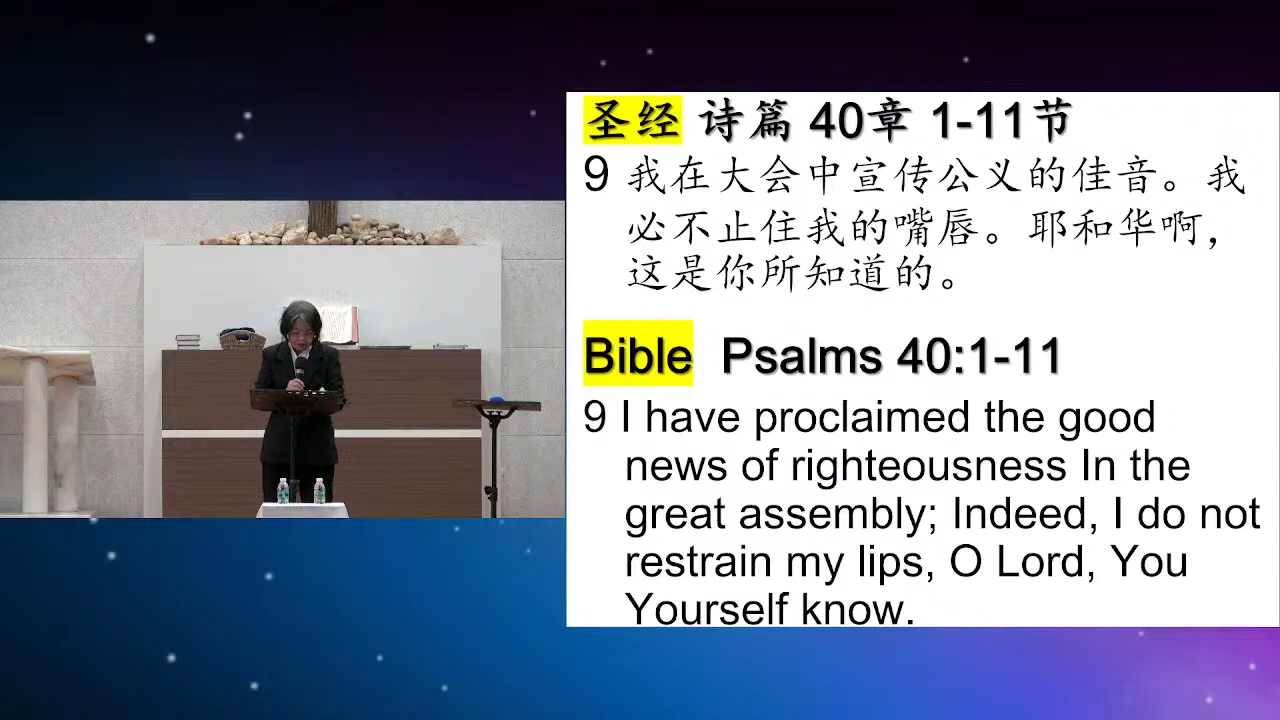 圣经 诗篇 40章 1-11节
9 我在大会中宣传公义的佳音。我
必不止住我的嘴唇。耶和华啊，
这是你所知道的。
Bible Psalms 40:1-11
9 I have proclaimed the good
news of righteousness In the
great assembly; Indeed, I do not
restrain my lips, O Lord, You
Yourself know.